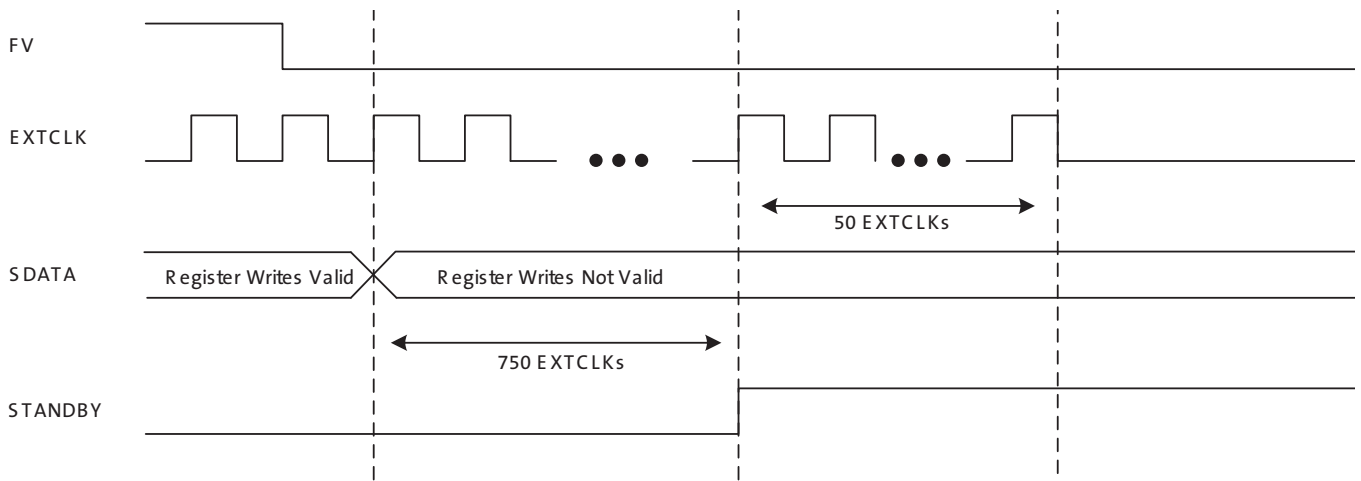 FV
EXTCLK
50 EXTCLKs
SDATA
Register Writes Valid
Register Writes Not Valid
750 EXTCLKs
STANDBY